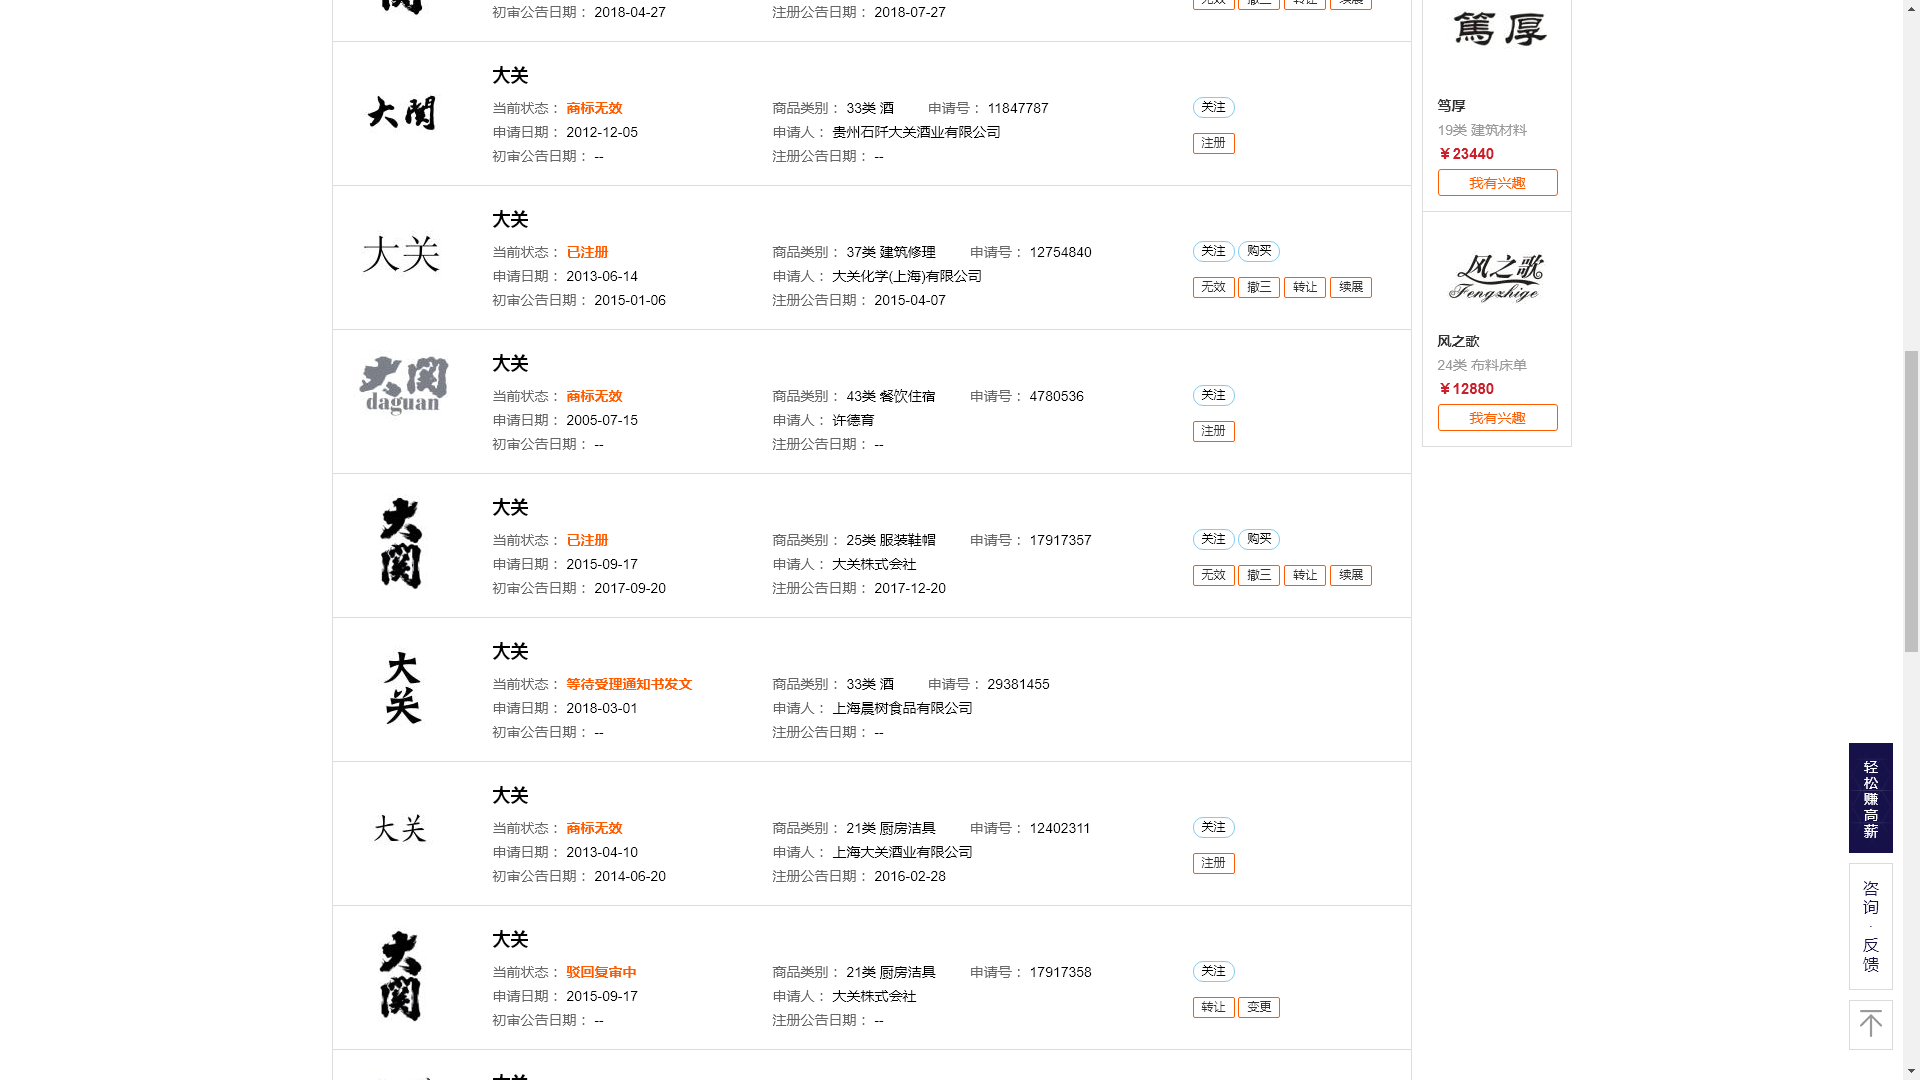 初审公告日期： 2018-04-27 注册公告日期： 2018-07-27
大関
大关
当前状态： 商标无效 商品类别： 33类 酒 申请号： 11847787 关注
申请日期： 2012-12-05 申请人： 贵州石阡大关酒业有限公司 注册
初审公告日期： -- 注册公告日期： --
大关
大关
当前状态： 已注册 商品类别： 37类 建筑修理 申请号： 12754840 关注 购买
申请日期： 2013-06-14 申请人： 大关化学(上海)有限公司 无效 撤三 转让 续展
初审公告日期： 2015-01-06 注册公告日期： 2015-04-07
大関
daguan
大关
当前状态： 商标无效 商品类别： 43类 餐饮住宿 申请号： 4780536 关注
申请日期： 2005-07-15 申请人： 许德育 注册
初审公告日期： -- 注册公告日期： --
大関
大关
当前状态： 已注册 商品类别： 25类 服装鞋帽 申请号： 17917357 关注 购买
申请日期： 2015-09-17 申请人： 大关株式会社 无效 撤三 转让 续展
初审公告日期： 2017-09-20 注册公告日期： 2017-12-20
大关
大关
当前状态： 等待受理通知书发文 商品类别： 33类 酒 申请号： 29381455
申请日期： 2018-03-01 申请人： 上海晨树食品有限公司
初审公告日期： -- 注册公告日期： --
大关
大关
当前状态： 商标无效 商品类别： 21类 厨房洁具 申请号： 12402311 关注
申请日期： 2013-04-10 申请人： 上海大关酒业有限公司 注册
初审公告日期： 2014-06-20 注册公告日期： 2016-02-28
大関
大关
当前状态： 驳回复审中 商品类别： 21类 厨房洁具 申请号： 17917358 关注
申请日期： 2015-09-17 申请人： 大关株式会社 转让 变更
初审公告日期： -- 注册公告日期： --
篤厚
笃厚
19类 建筑材料
￥23440
我有兴趣
风之歌
Fengzhige
风之歌
24类 布料床单
￥12880
我有兴趣
轻松赚高薪
咨询·反馈